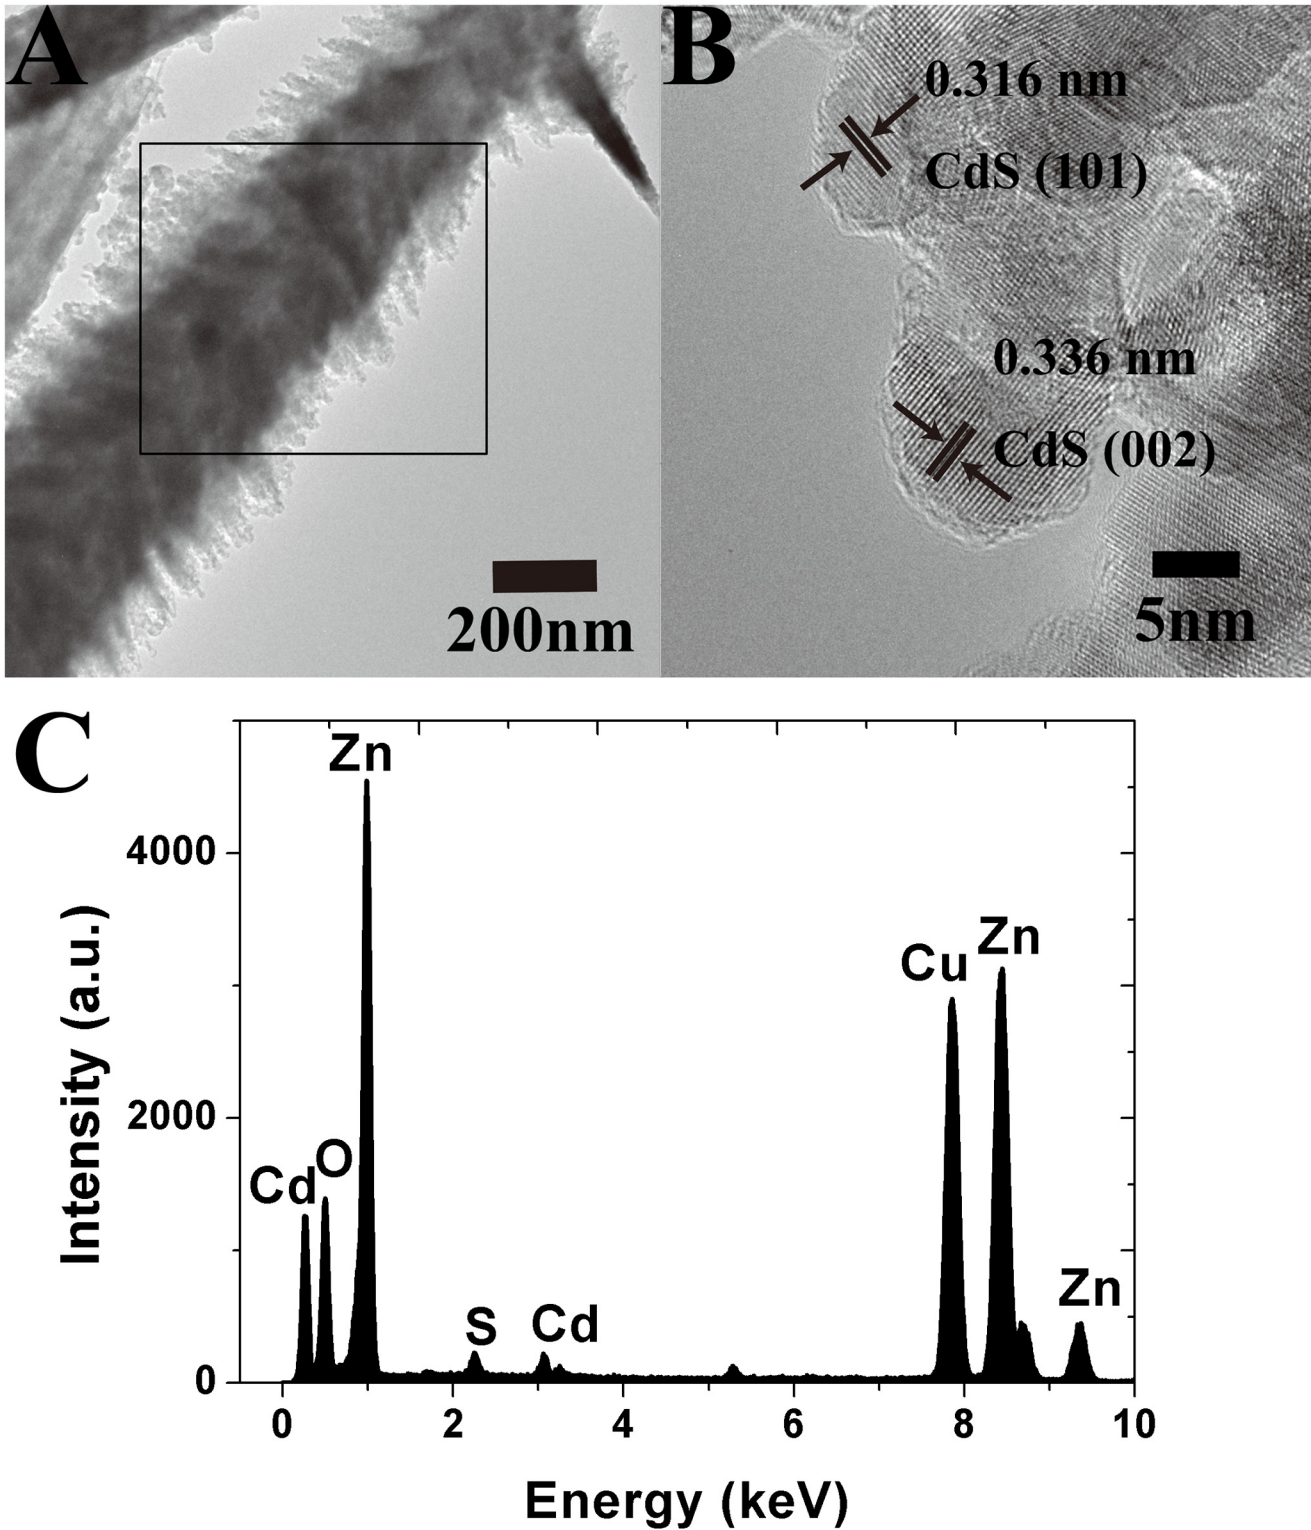 A
200nm
B
0.316 nm
CdS (101)
0.336 nm
CdS (002)
5nm
C
Zn
4000
Cu
Zn
2000
Cd
O
Zn
S
Cd
0
0 2 4 6 8 10
Intensity (a.u.)
Energy (keV)